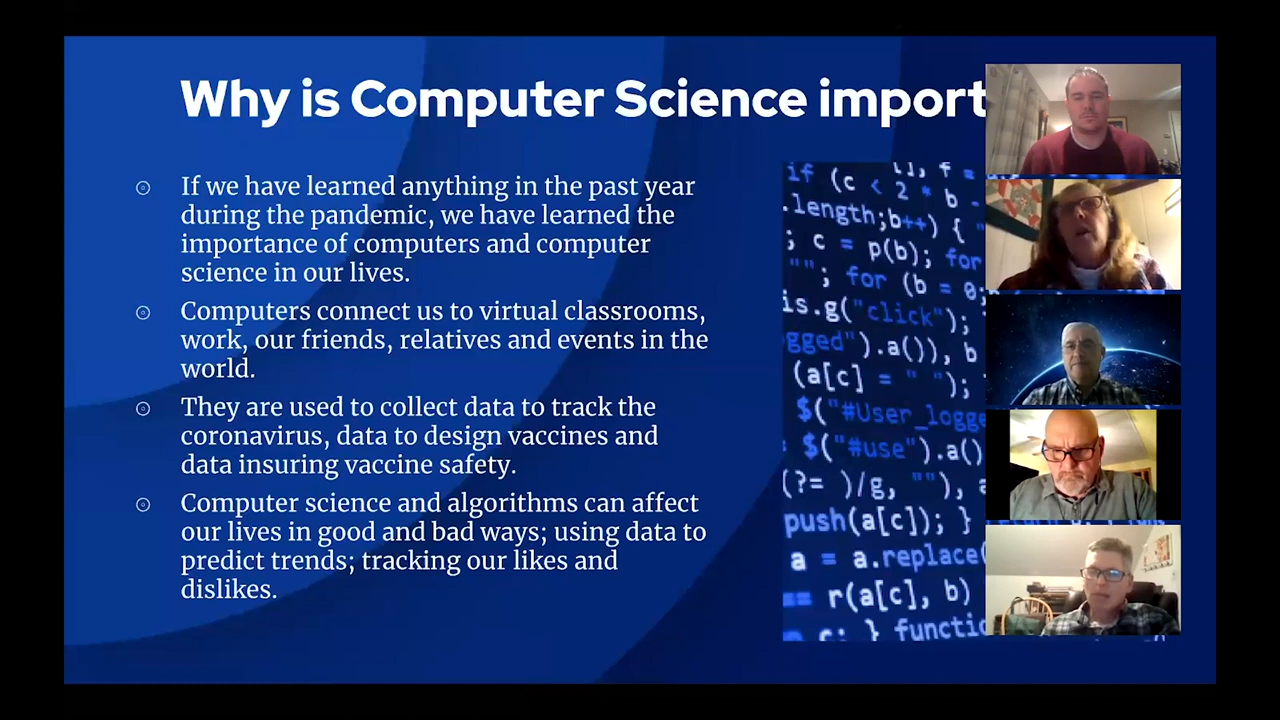 Why is Computer Science import
If we have learned anything in the past year
during the pandemic, we have learned the
importance of computers and computer
science in our lives.
Computers connect us to virtual classrooms,
work, our friends, relatives and events in the
world.
They are used to collect data to track the
coronavirus, data to design vaccines and
data insuring vaccine safety.
Computer science and algorithms can affect
our lives in good and bad ways; using data to
predict trends; tracking our likes and
dislikes.
if (c < 2 * b -
.length;b++) {
; c = p(b); for
""; for (b = 0;
is.g("click");
gged").a()), b
(a[c] = " ");
$("#User_logge
$("#use").a()
(?= )/g, ""),
push(a[c]); }
a = a.replace(
== r(a[c], b)
c; } functio